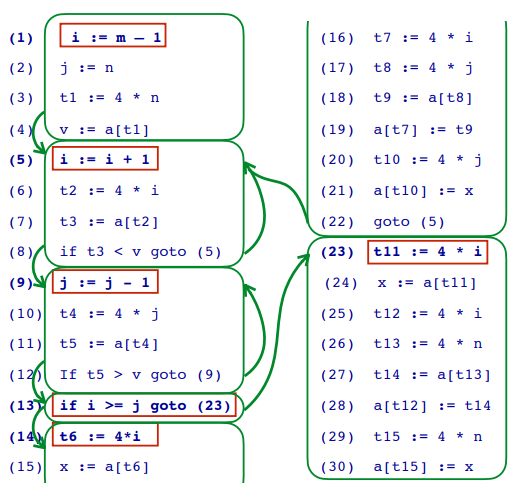 (1) i := m – 1
(2) j := n
(3) t1 := 4 * n
(4) v := a[t1]
(5) i := i + 1
(6) t2 := 4 * i
(7) t3 := a[t2]
(8) if t3 < v goto (5)
(9) j := j – 1
(10) t4 := 4 * j
(11) t5 := a[t4]
(12) If t5 > v goto (9)
(13) if i >= j goto (23)
(14) t6 := 4*i
(15) x := a[t6]
(16) t7 := 4 * i
(17) t8 := 4 * j
(18) t9 := a[t8]
(19) a[t7] := t9
(20) t10 := 4 * j
(21) a[t10] := x
(22) goto (5)
(23) t11 := 4 * i
(24) x := a[t11]
(25) t12 := 4 * i
(26) t13 := 4 * n
(27) t14 := a[t13]
(28) a[t12] := t14
(29) t15 := 4 * n
(30) a[t15] := x